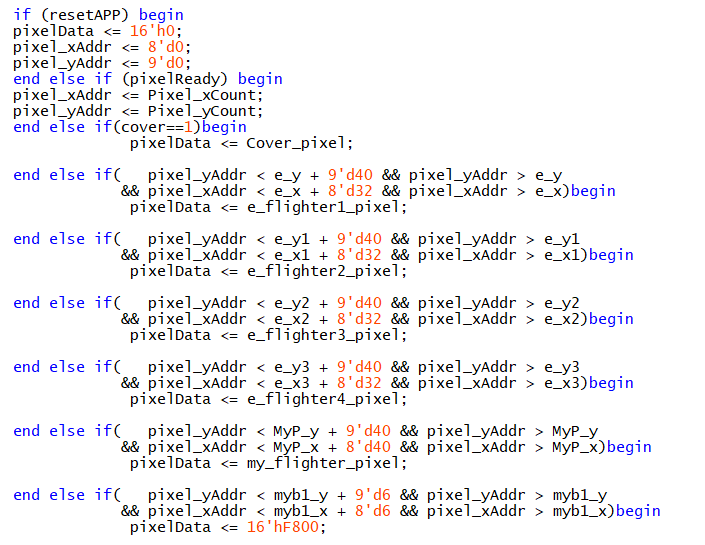 if (resetAPP) begin
pixelData <= 16'h0;
pixel_xAddr <= 8'd0;
pixel_yAddr <= 9'd0;
end else if (pixelReady) begin
pixel_xAddr <= Pixel_xCount;
pixel_yAddr <= Pixel_yCount;
end else if(cover==1)begin
pixelData <= Cover_pixel;
end else if( pixel_yAddr < e_y + 9'd40 && pixel_yAddr > e_y
&& pixel_xAddr < e_x + 8'd32 && pixel_xAddr > e_x)begin
pixelData <= e_flighter1_pixel;
end else if( pixel_yAddr < e_y1 + 9'd40 && pixel_yAddr > e_y1
&& pixel_xAddr < e_x1 + 8'd32 && pixel_xAddr > e_x1)begin
pixelData <= e_flighter2_pixel;
end else if( pixel_yAddr < e_y2 + 9'd40 && pixel_yAddr > e_y2
&& pixel_xAddr < e_x2 + 8'd32 && pixel_xAddr > e_x2)begin
pixelData <= e_flighter3_pixel;
end else if( pixel_yAddr < e_y3 + 9'd40 && pixel_yAddr > e_y3
&& pixel_xAddr < e_x3 + 8'd32 && pixel_xAddr > e_x3)begin
pixelData <= e_flighter4_pixel;
end else if( pixel_yAddr < MyP_y + 9'd40 && pixel_yAddr > MyP_y
&& pixel_xAddr < MyP_x + 8'd40 && pixel_xAddr > MyP_x)begin
pixelData <= my_flighter_pixel;
end else if( pixel_yAddr < myb1_y + 9'd6 && pixel_yAddr > myb1_y
&& pixel_xAddr < myb1_x + 8'd6 && pixel_xAddr > myb1_x)begin
pixelData <= 16'hF800;